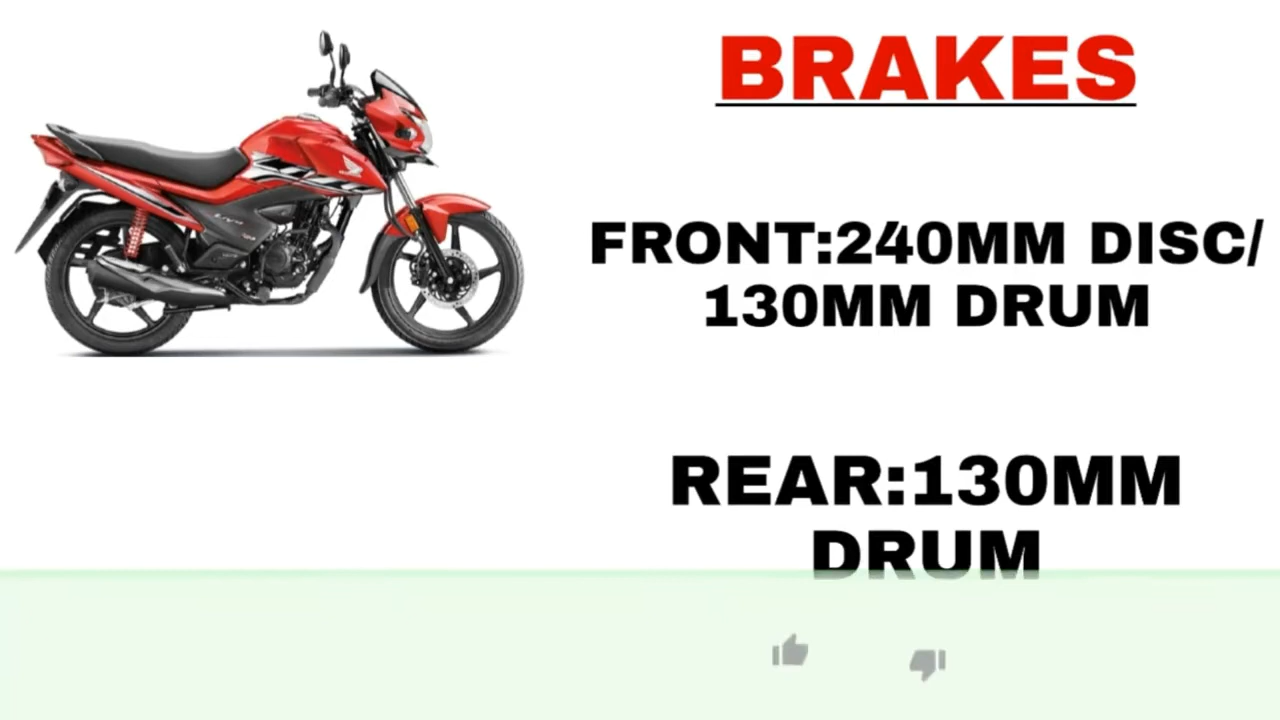 BRAKES
FRONT:240MM DISC/
130MM DRUM
REAR:130MM
DRUM